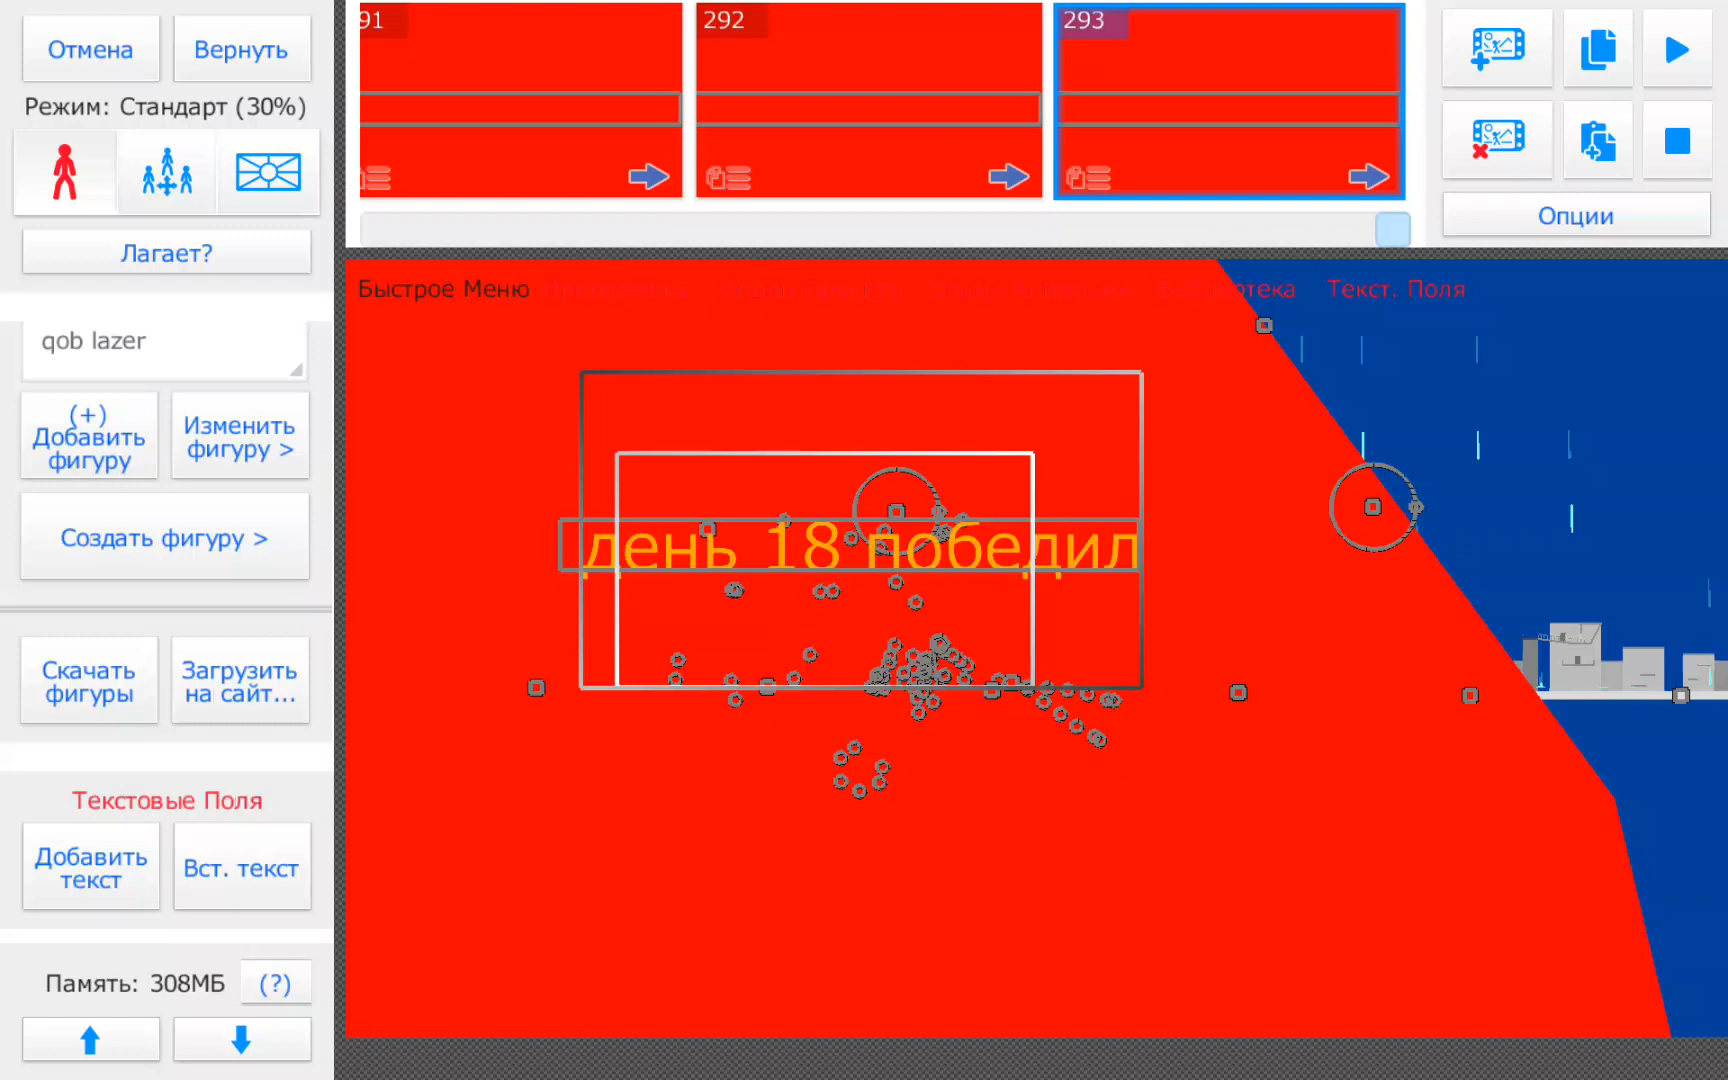 Отмена
Вернуть
Режим: Стандарт (30%)
Лагает?
qob lazer
(+)
Добавить
фигуру
Изменить
фигуру >
Создать фигуру >
Скачать
фигуры
Загрузить
на сайт...
Текстовые Поля
Добавить
текст
Вст. текст
Память: 308МБ
(?)
91
292
293
Опции
Быстрое Меню
Текст. Поля
день 18 победил